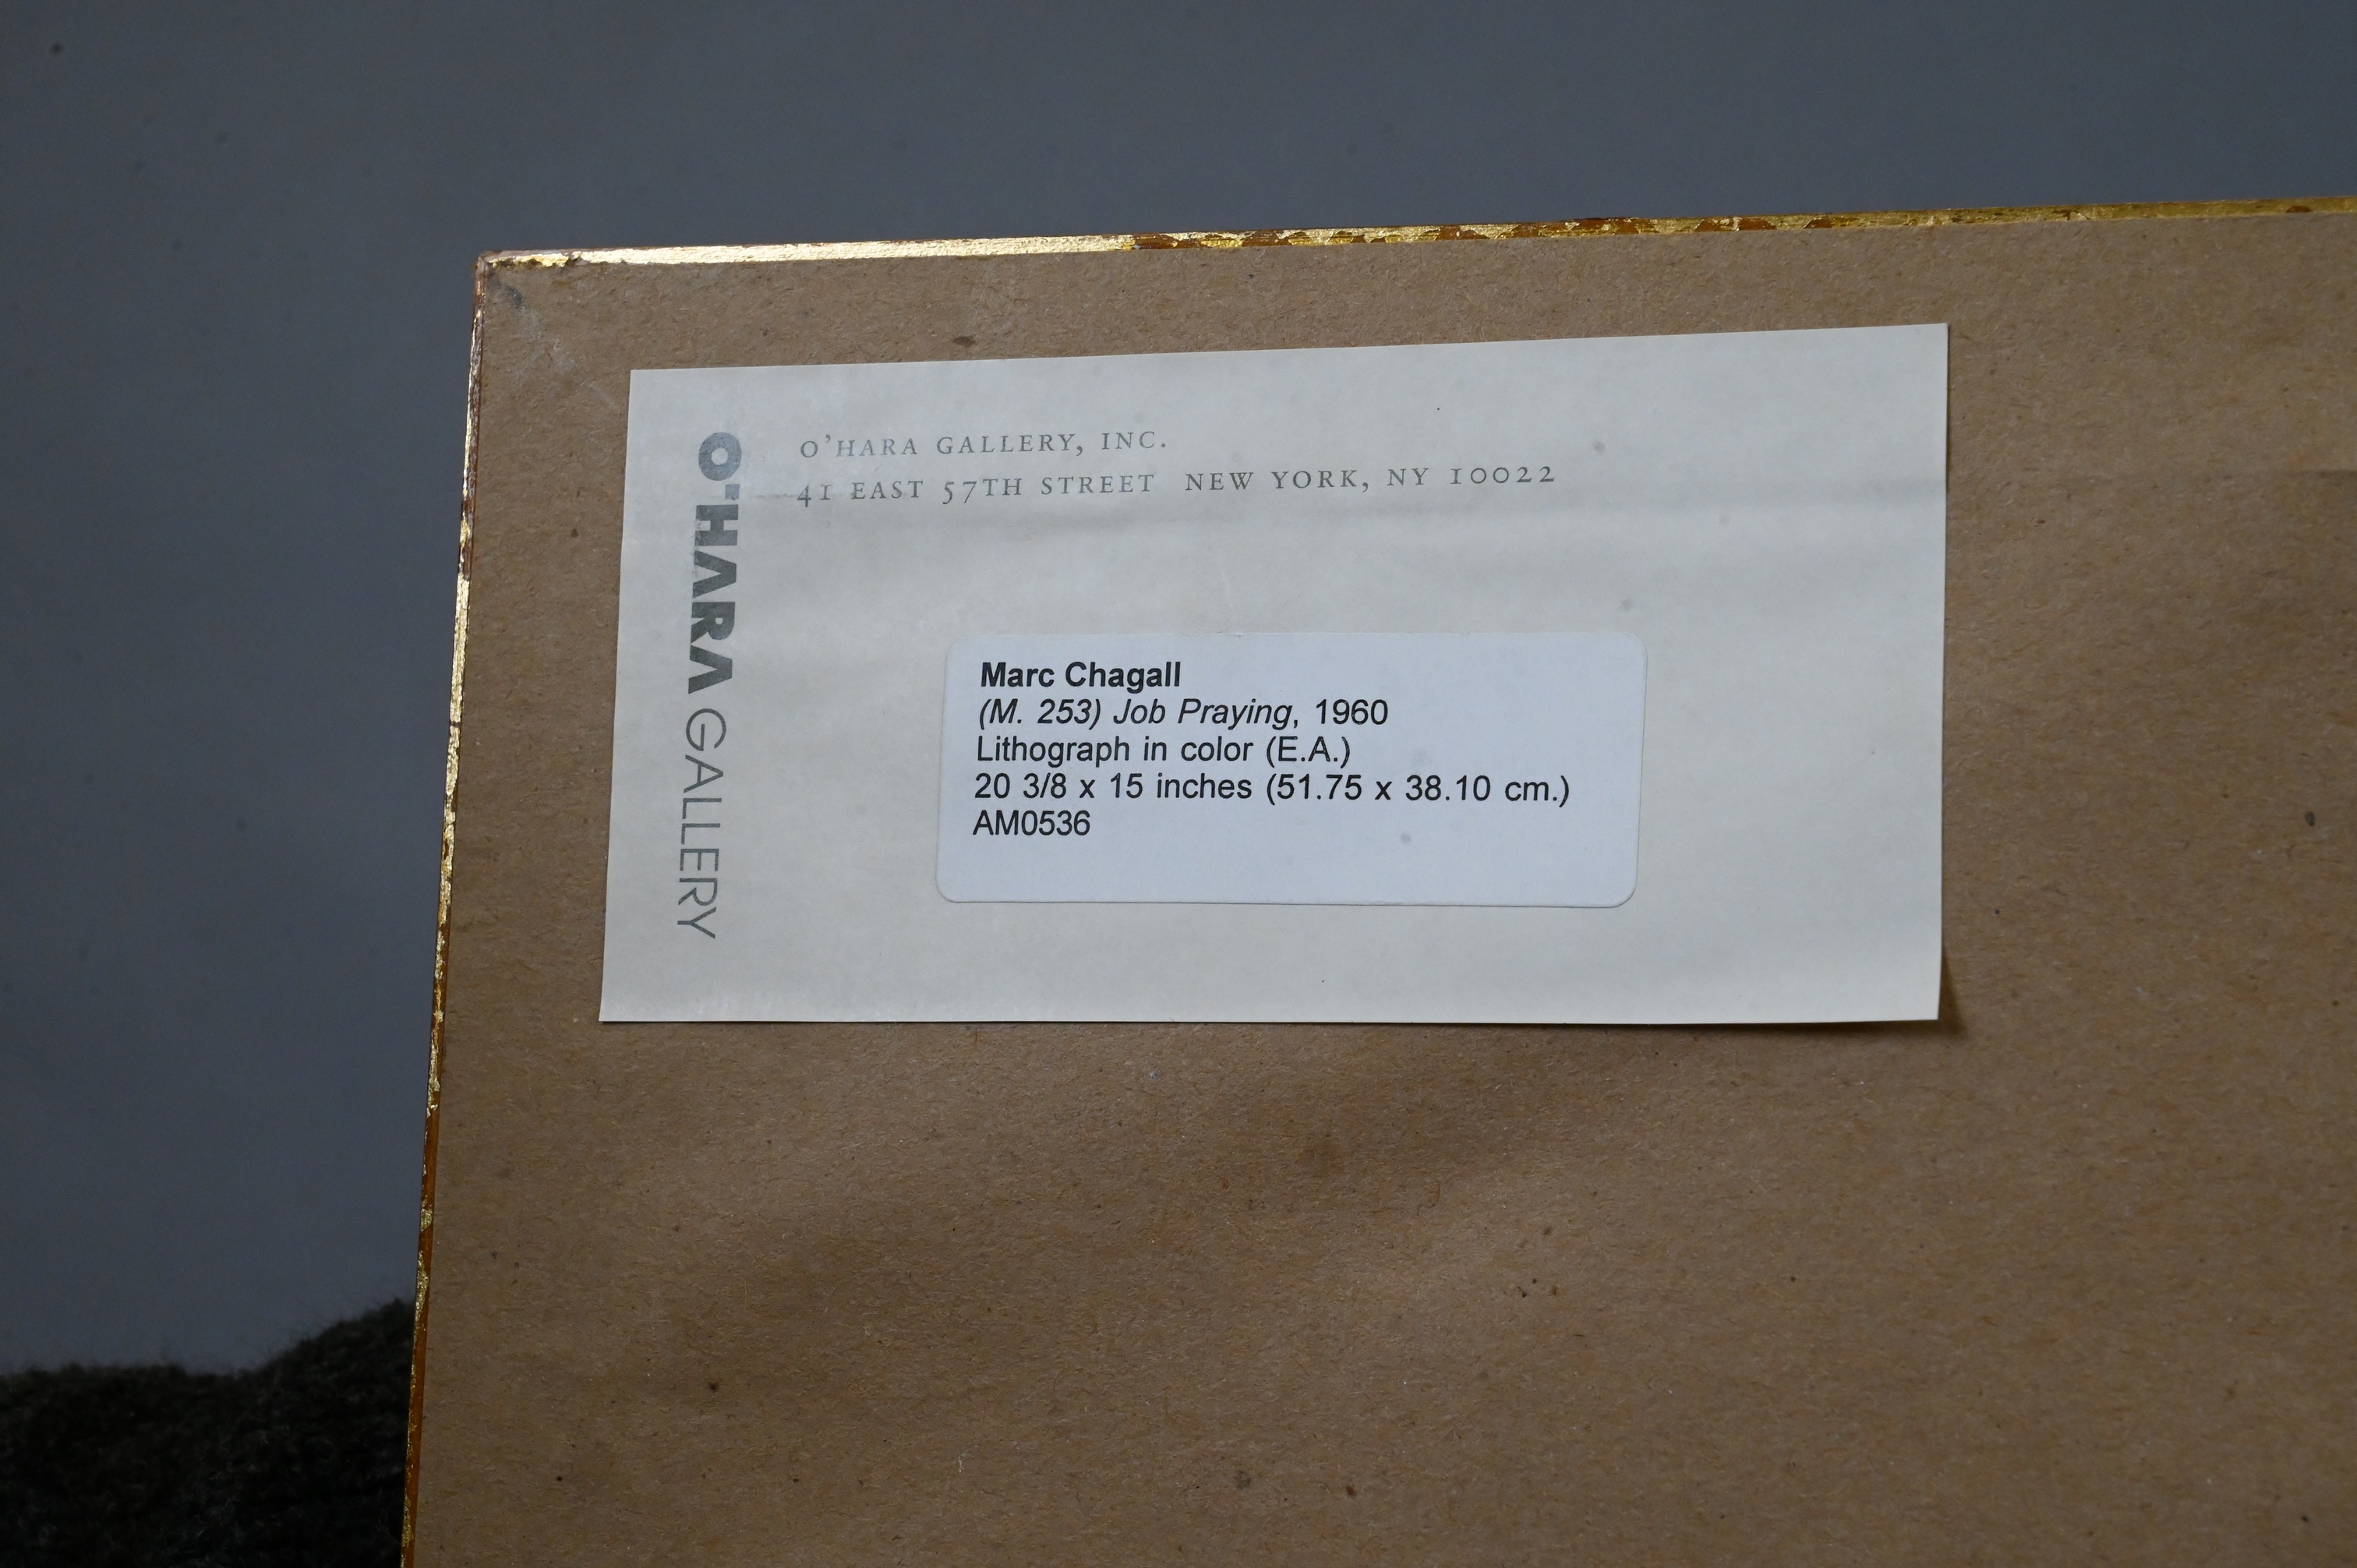 O'HARA GALLERY
O'HARA GALLERY, INC.
41 EAST 57TH STREET NEW YORK, NY 10022
Marc Chagall
(M. 253) Job Praying, 1960
Lithograph in color (E.A.)
20 3/8 x 15 inches (51.75 x 38.10 cm.)
AM0536